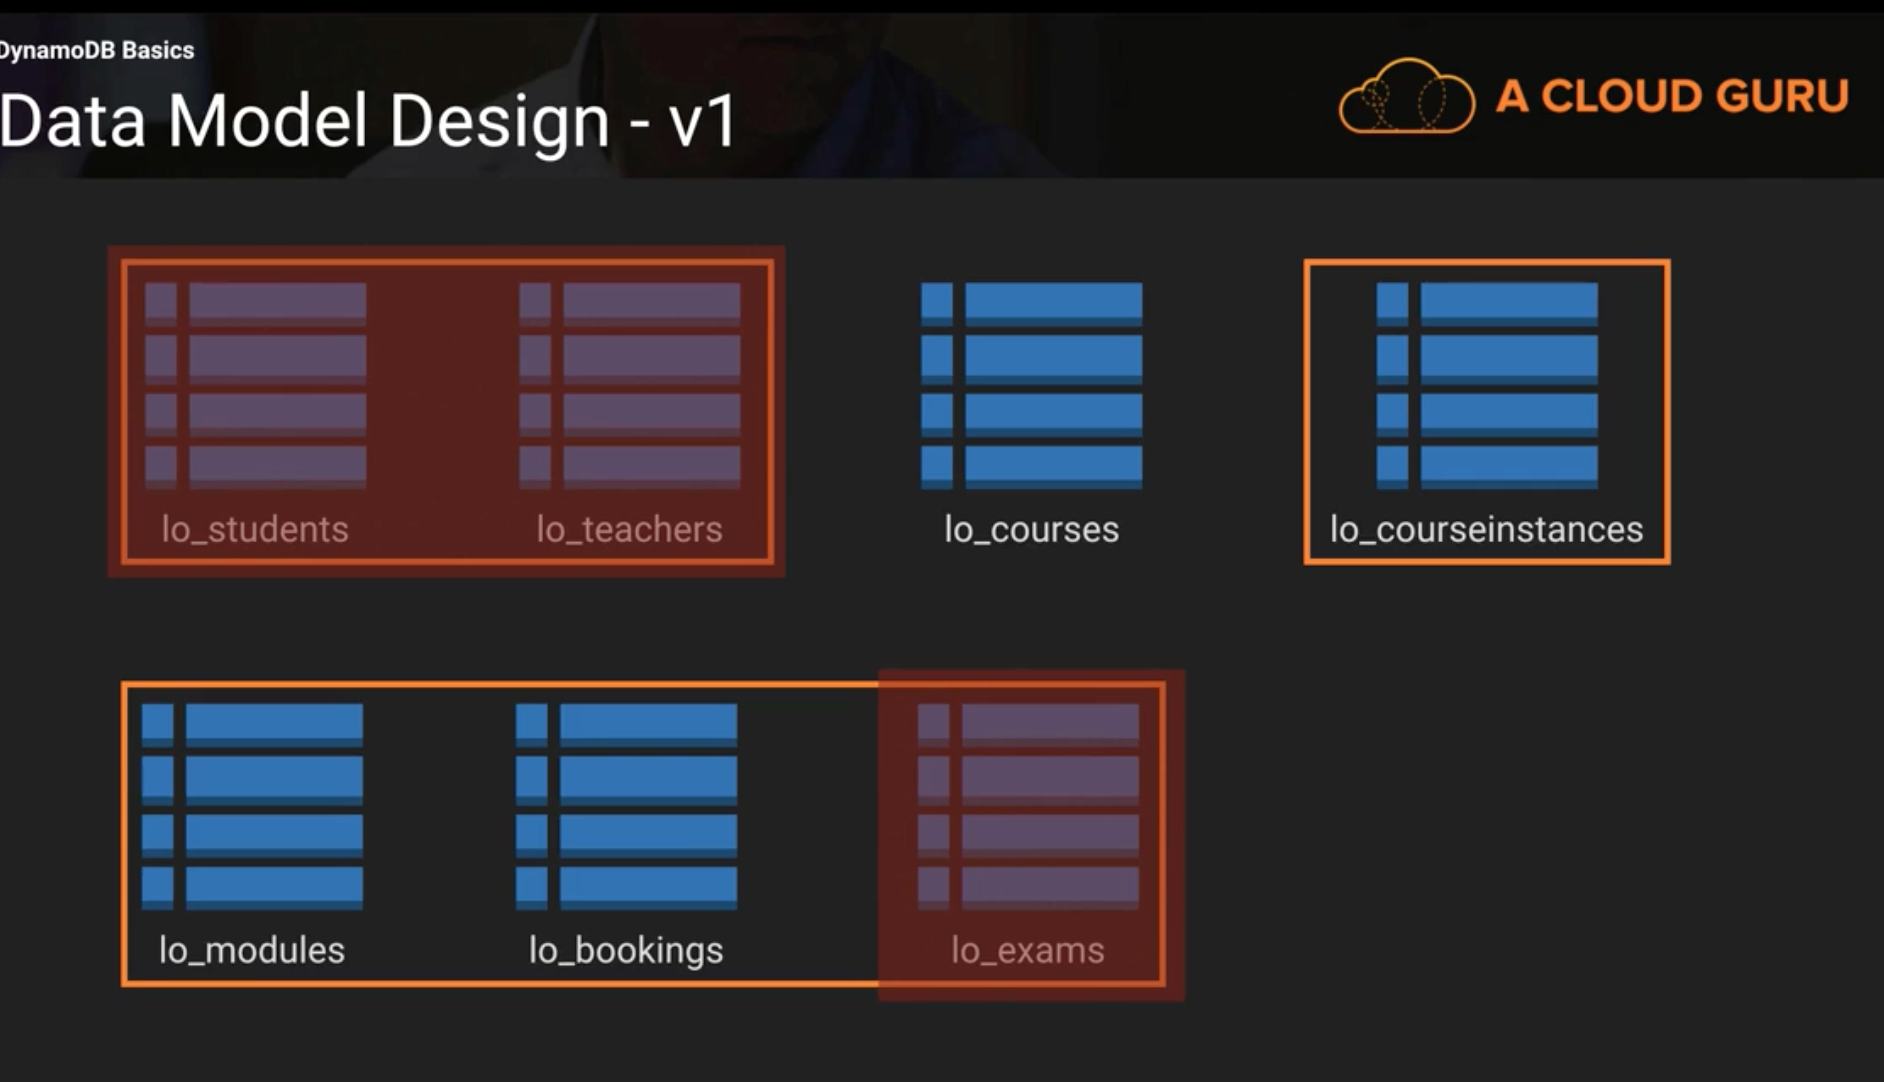 DynamoDB Basics
Data Model Design - v1
A CLOUD GURU
lo_students
lo_teachers
lo_courses
lo_courseinstances
lo_modules
lo_bookings
lo_exams